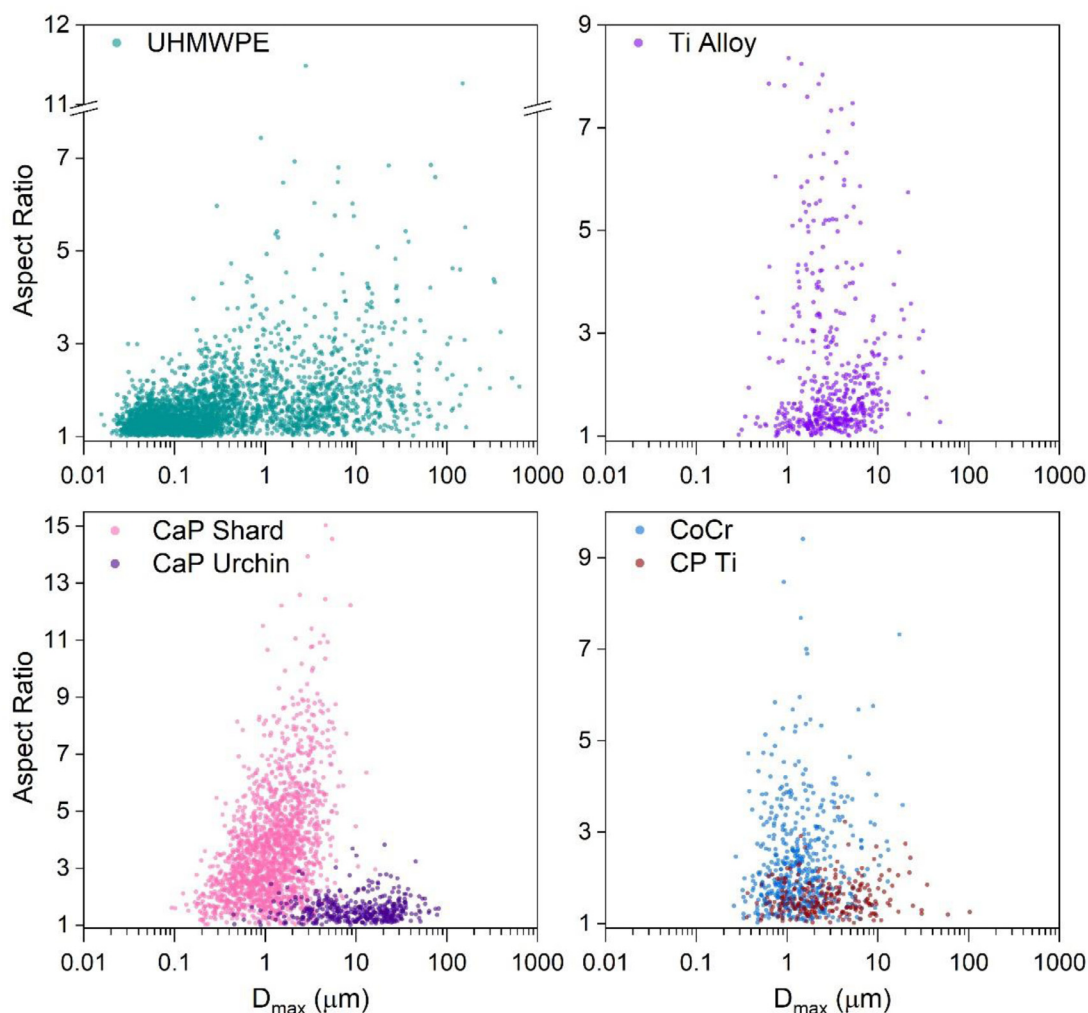 12
11
7
5
3
1
Aspect Ratio
UHMWPE
0.01 0.1 1 10 100 1000
9
7
5
3
1
Ti Alloy
0.01 0.1 1 10 100 1000
15
13
11
9
7
5
3
1
Aspect Ratio
CaP Shard
CaP Urchin
0.01 0.1 1 10 100 1000
Dmax (μm)
9
7
5
3
1
CoCr
CP Ti
0.01 0.1 1 10 100 1000
Dmax (μm)